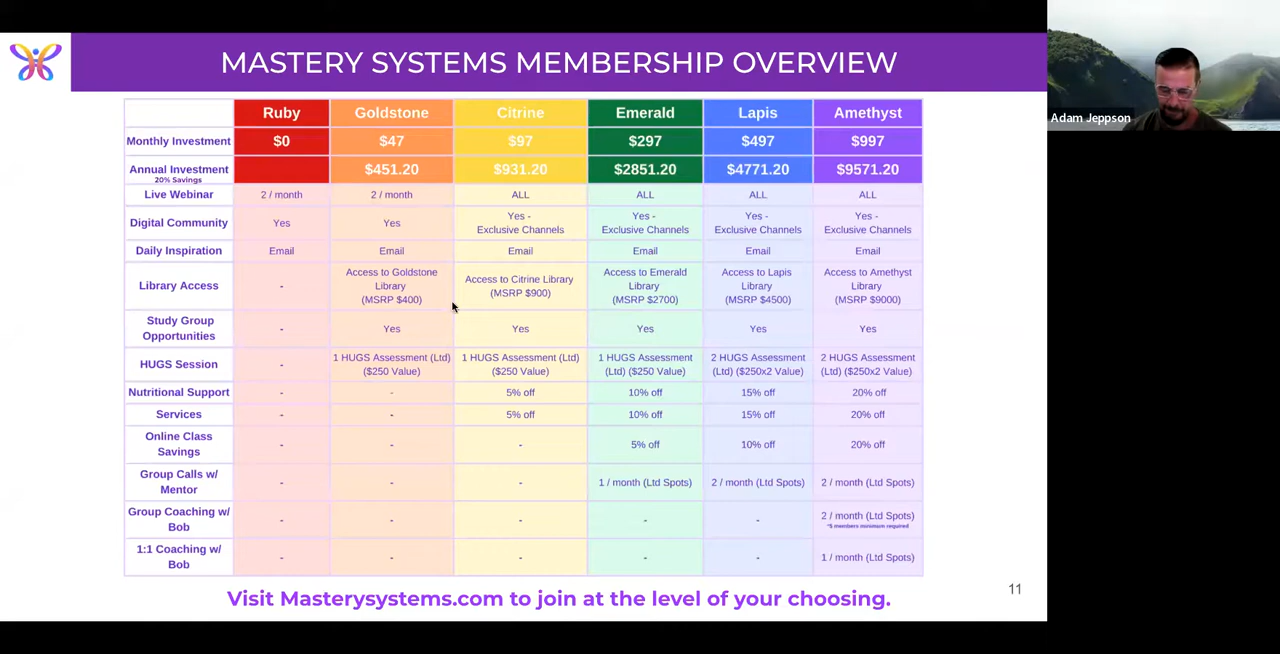 MASTERY SYSTEMS MEMBERSHIP OVERVIEW
Adam Jeppson
Ruby Goldstone Citrine Emerald Lapis Amethyst
Monthly Investment $0 $47 $97 $297 $497 $997
Annual Investment $451.20 $931.20 $2851.20 $4771.20 $9571.20
20% Savings
Live Webinar 2 / month 2 / month ALL ALL ALL ALL
Digital Community Yes Yes Yes - Yes - Yes - Yes -
Exclusive Channels Exclusive Channels Exclusive Channels Exclusive Channels
Daily Inspiration Email Email Email Email Email Email
Access to Goldstone Access to Emerald Access to Lapis Access to Amethyst
Library Access - Library Access to Citrine Library Library Library Library
(MSRP $400) (MSRP $900) (MSRP $2700) (MSRP $4500) (MSRP $9000)
Study Group
Opportunities - Yes Yes Yes Yes Yes
HUGS Session - 1 HUGS Assessment (Ltd) 1 HUGS Assessment (Ltd) 1 HUGS Assessment 2 HUGS Assessment 2 HUGS Assessment
($250 Value) ($250 Value) (Ltd) ($250 Value) (Ltd) ($250x2 Value) (Ltd) ($250x2 Value)
Nutritional Support - - 5% off 10% off 15% off 20% off
Services - - 5% off 10% off 15% off 20% off
Online Class
Savings - - - 5% off 10% off 20% off
Group Calls w/
Mentor - - - 1 / month (Ltd Spots) 2 / month (Ltd Spots) 2 / month (Ltd Spots)
Group Coaching w/
Bob - - - - - 2 / month (Ltd Spots)
*5 members minimum required
1:1 Coaching w/
Bob - - - - - 1 / month (Ltd Spots)
Visit Masterysystems.com to join at the level of your choosing.
11